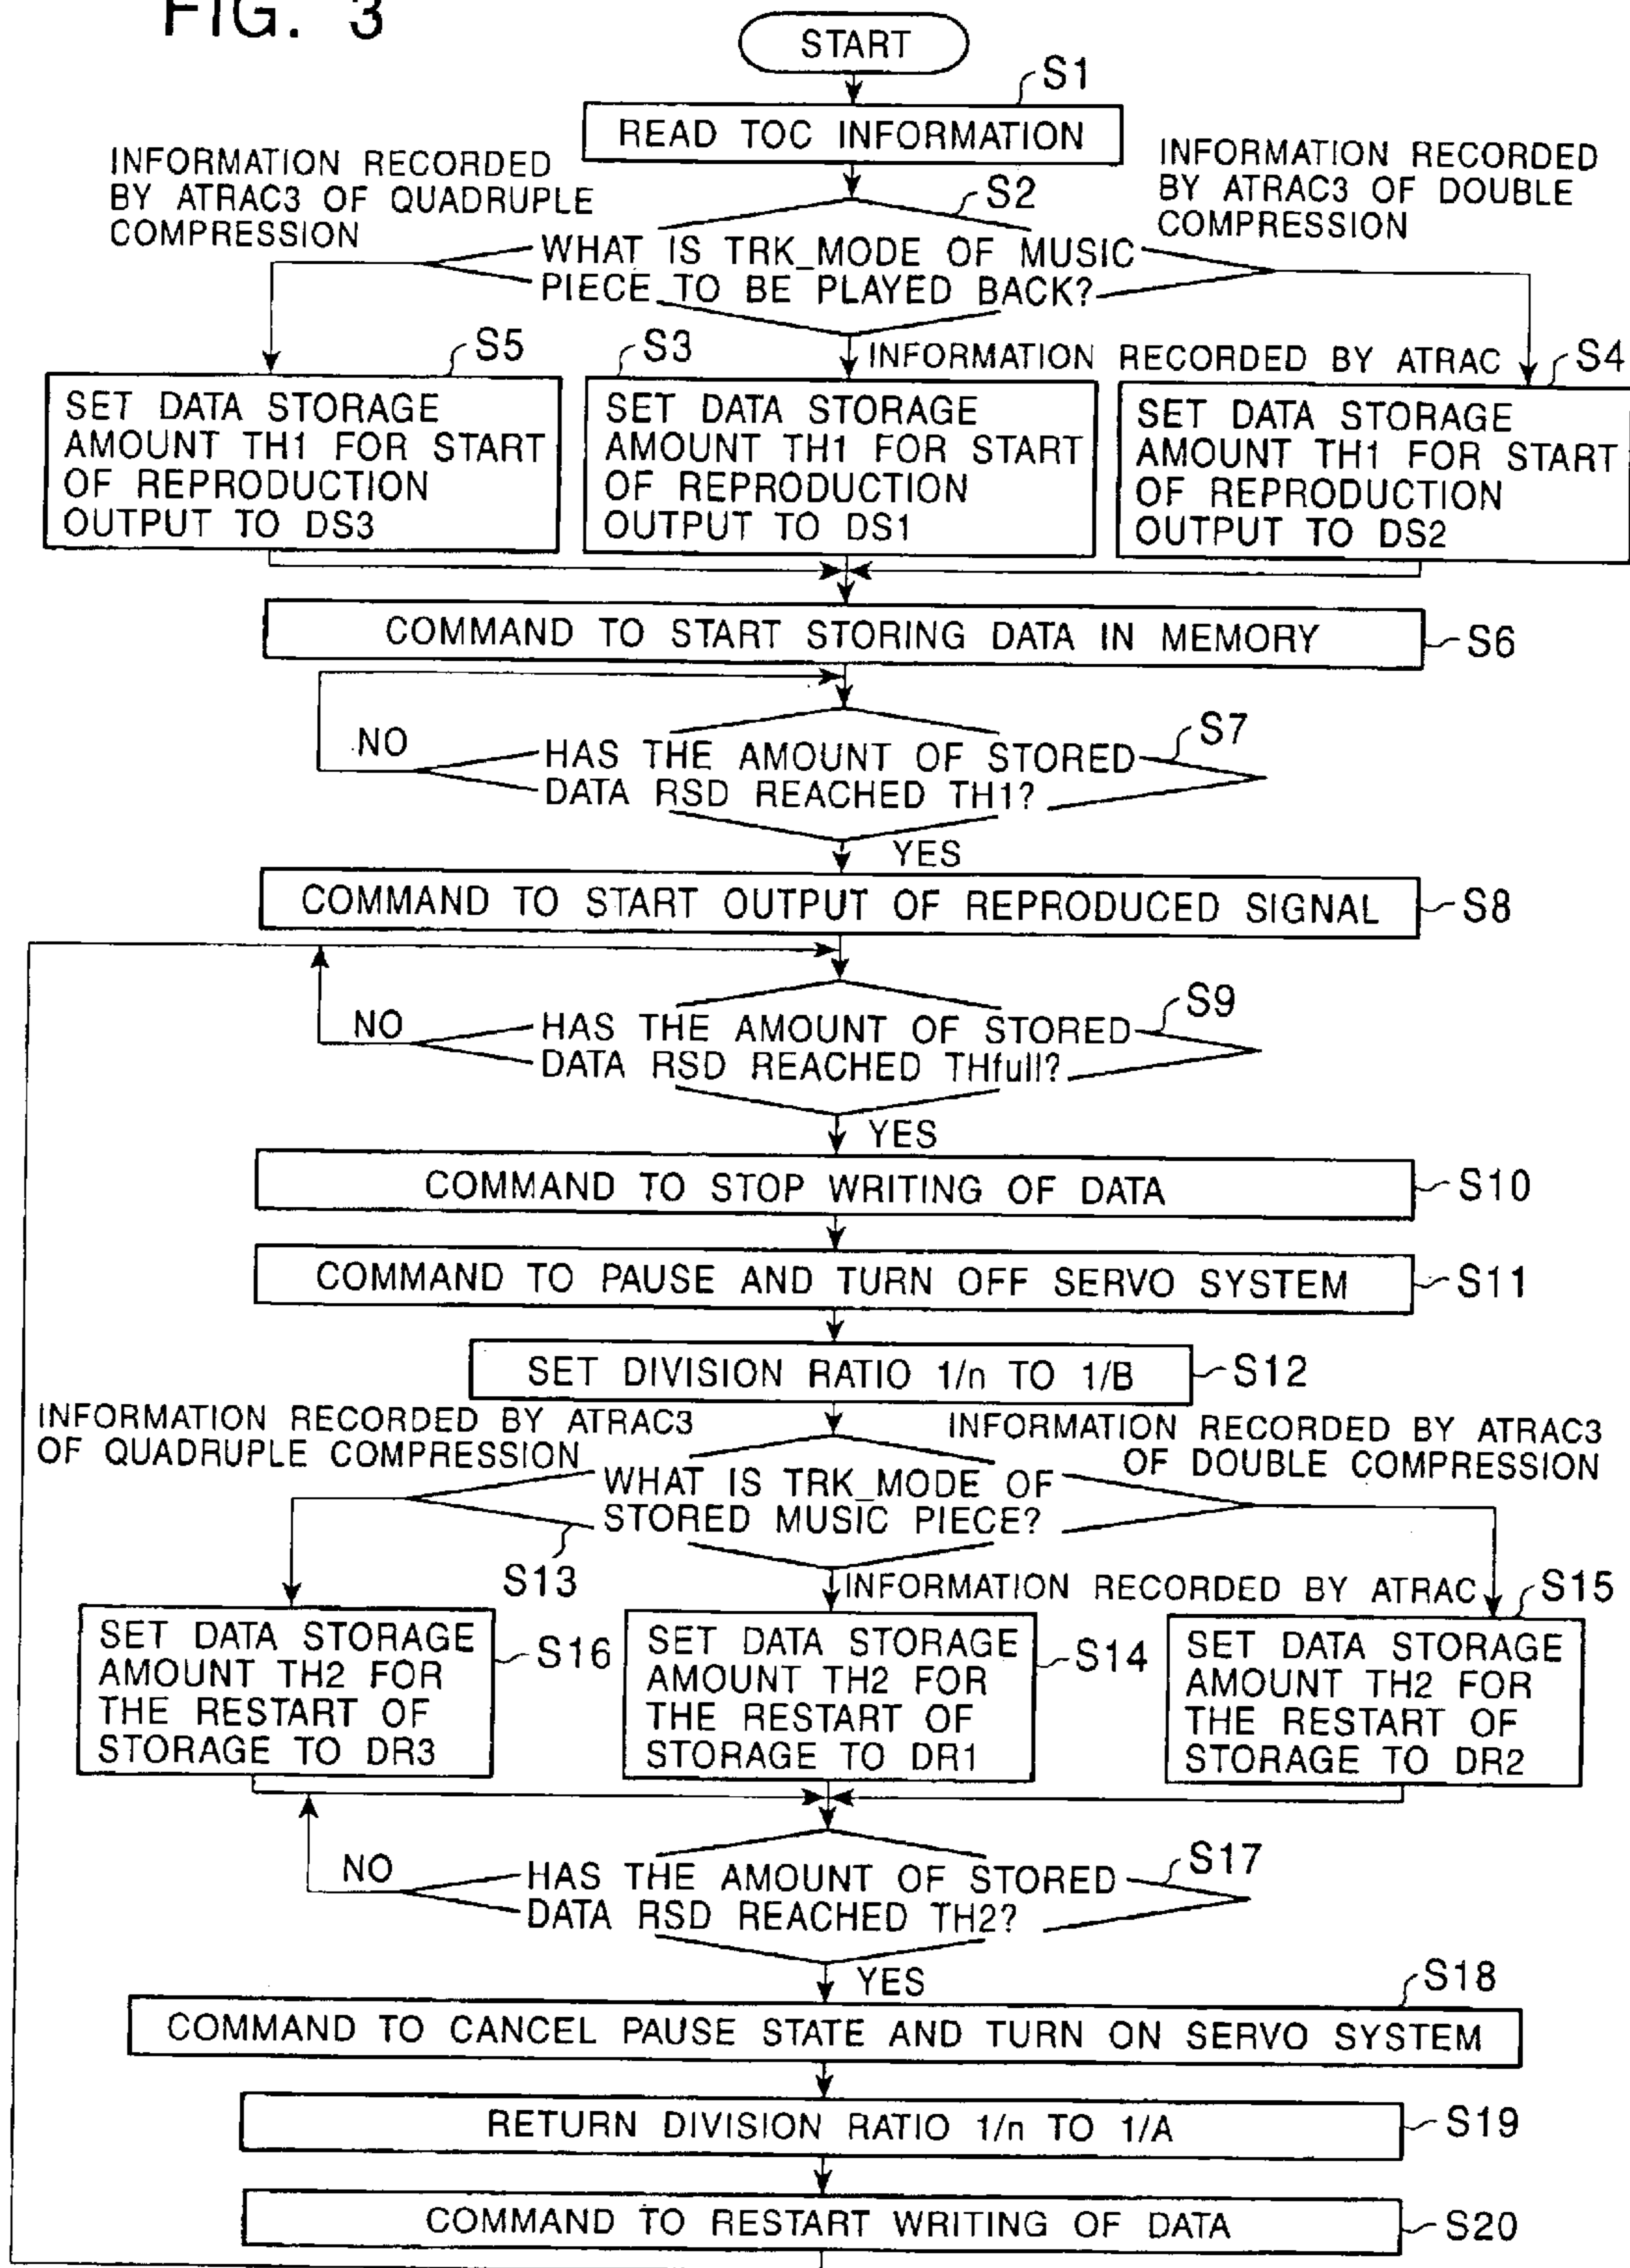 FIG. 3
START
S1
READ TOC INFORMATION
INFORMATION RECORDED
BY ATRAC3 OF QUADRUPLE
COMPRESSION
INFORMATION RECORDED
BY ATRAC3 OF DOUBLE
COMPRESSION
S2
WHAT IS TRK_MODE OF MUSIC
PIECE TO BE PLAYED BACK?
S5
S3
INFORMATION RECORDED BY ATRAC
S4
SET DATA STORAGE
AMOUNT TH1 FOR START
OF REPRODUCTION
OUTPUT TO DS3
SET DATA STORAGE
AMOUNT TH1 FOR START
OF REPRODUCTION
OUTPUT TO DS1
SET DATA STORAGE
AMOUNT TH1 FOR START
OF REPRODUCTION
OUTPUT TO DS2
COMMAND TO START STORING DATA IN MEMORY
S6
S7
NO
HAS THE AMOUNT OF STORED
DATA RSD REACHED TH1?
YES
COMMAND TO START OUTPUT OF REPRODUCED SIGNAL
S8
S9
NO
HAS THE AMOUNT OF STORED
DATA RSD REACHED THfull?
YES
COMMAND TO STOP WRITING OF DATA
S10
COMMAND TO PAUSE AND TURN OFF SERVO SYSTEM
S11
SET DIVISION RATIO 1/n TO 1/B
S12
INFORMATION RECORDED BY ATRAC3
OF QUADRUPLE COMPRESSION
INFORMATION RECORDED BY ATRAC3
OF DOUBLE COMPRESSION
WHAT IS TRK_MODE OF
STORED MUSIC PIECE?
S13
INFORMATION RECORDED BY ATRAC
S15
SET DATA STORAGE
AMOUNT TH2 FOR
THE RESTART OF
STORAGE TO DR3
S16
SET DATA STORAGE
AMOUNT TH2 FOR
THE RESTART OF
STORAGE TO DR1
S14
SET DATA STORAGE
AMOUNT TH2 FOR
THE RESTART OF
STORAGE TO DR2
S17
NO
HAS THE AMOUNT OF STORED
DATA RSD REACHED TH2?
YES
S18
COMMAND TO CANCEL PAUSE STATE AND TURN ON SERVO SYSTEM
RETURN DIVISION RATIO 1/n TO 1/A
S19
COMMAND TO RESTART WRITING OF DATA
S20